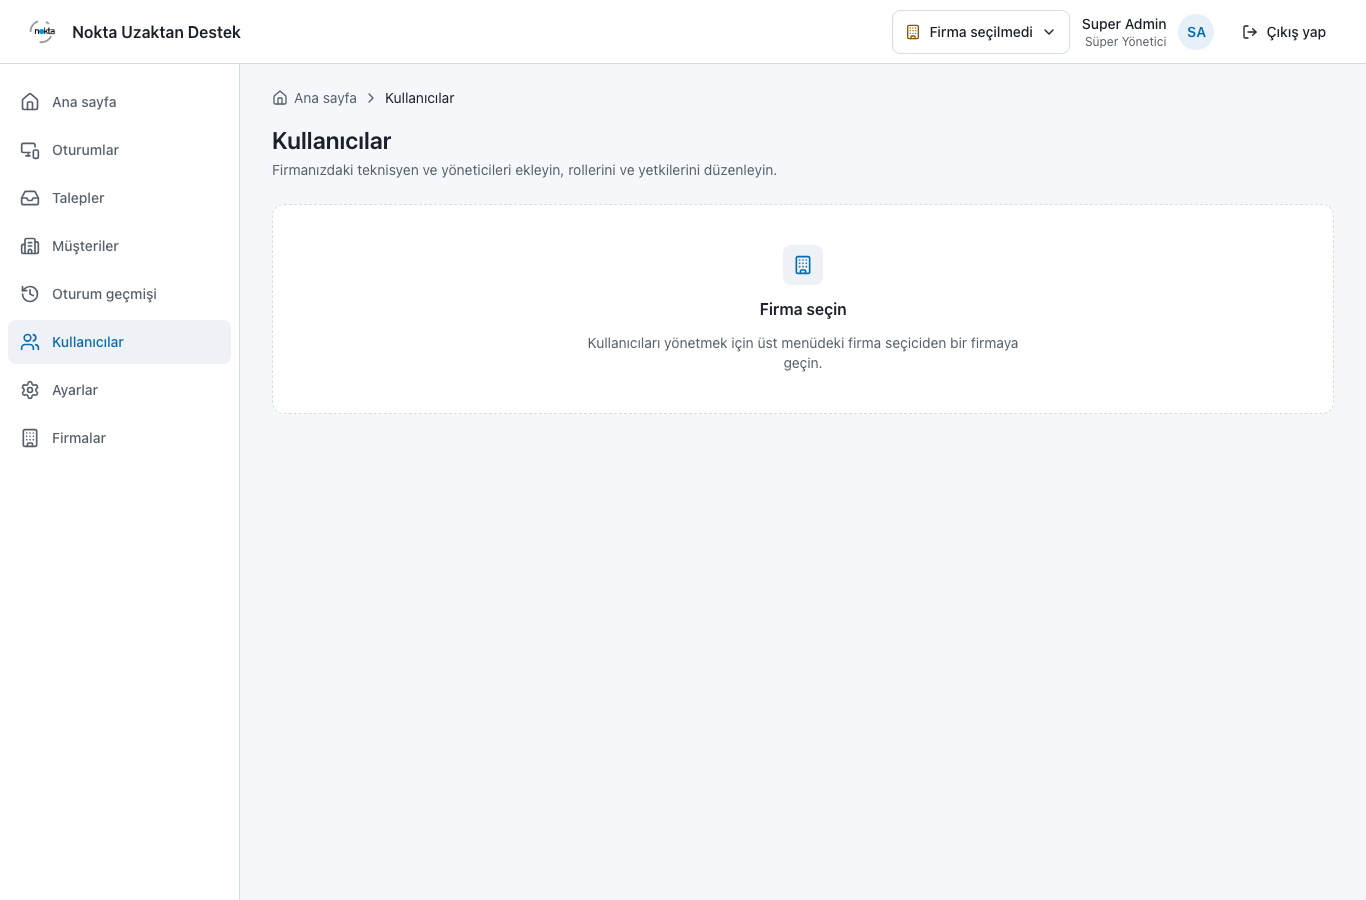 nokta
Nokta Uzaktan Destek
Firma seçilmedi
Super Admin
Süper Yönetici
SA
Çıkış yap
Ana sayfa
Oturumlar
Talepler
Müşteriler
Oturum geçmişi
Kullanıcılar
Ayarlar
Firmalar
Ana sayfa
Kullanıcılar
Kullanıcılar
Firmanızdaki teknisyen ve yöneticileri ekleyin, rollerini ve yetkilerini düzenleyin.
Firma seçin
Kullanıcıları yönetmek için üst menüdeki firma seçiciden bir firmaya
geçin.